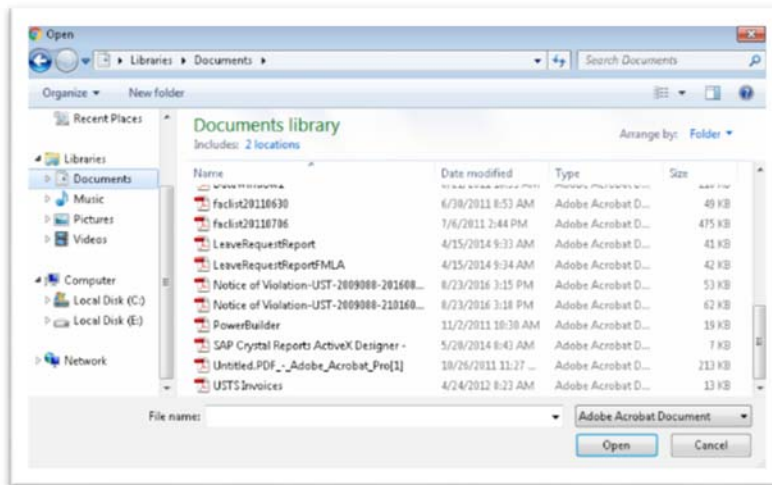 Open
Libraries Documents
Search Documents
Organize New folder
Recent Places
Libraries
Documents
Music
Pictures
Videos
Computer
Local Disk (C:)
Local Disk (E:)
Network
Documents library
Includes: 2 locations
Arrange by: Folder
Name Date modified Type Size
faclist20110630 6/30/2011 8:53 AM Adobe Acrobat D... 49 KB
faclist20110706 7/6/2011 2:44 PM Adobe Acrobat D... 475 KB
LeaveRequestReport 4/15/2014 9:33 AM Adobe Acrobat D... 41 KB
LeaveRequestReportFMLA 4/15/2014 9:34 AM Adobe Acrobat D... 42 KB
Notice of Violation-UST-2009088-201608... 8/23/2016 3:15 PM Adobe Acrobat D... 53 KB
Notice of Violation-UST-2009088-210160... 8/23/2016 3:18 PM Adobe Acrobat D... 62 KB
PowerBuilder 11/2/2011 10:38 AM Adobe Acrobat D... 19 KB
SAP Crystal Reports ActiveX Designer - 5/28/2014 8:43 AM Adobe Acrobat D... 7 KB
Untitled.PDF_-_Adobe_Acrobat_Pro[1] 10/26/2011 11:27 ... Adobe Acrobat D... 213 KB
USTS Invoices 4/24/2012 8:23 AM Adobe Acrobat D... 13 KB
File name:
Adobe Acrobat Document
Open Cancel